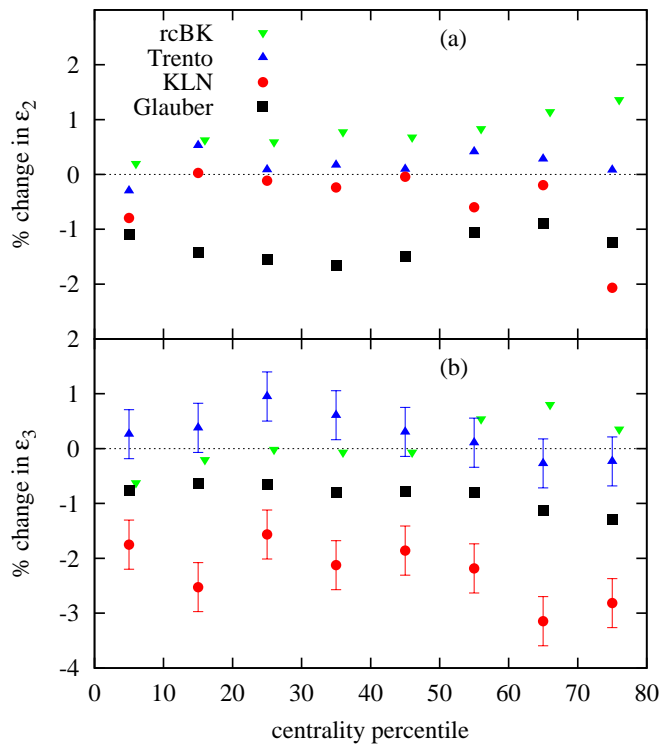 rcBK
Trento
KLN
Glauber
(a)
2
1
0
-1
-2
% change in ε2
2
(b)
1
0
-1
-2
-3
-4
% change in ε3
0 10 20 30 40 50 60 70 80
centrality percentile